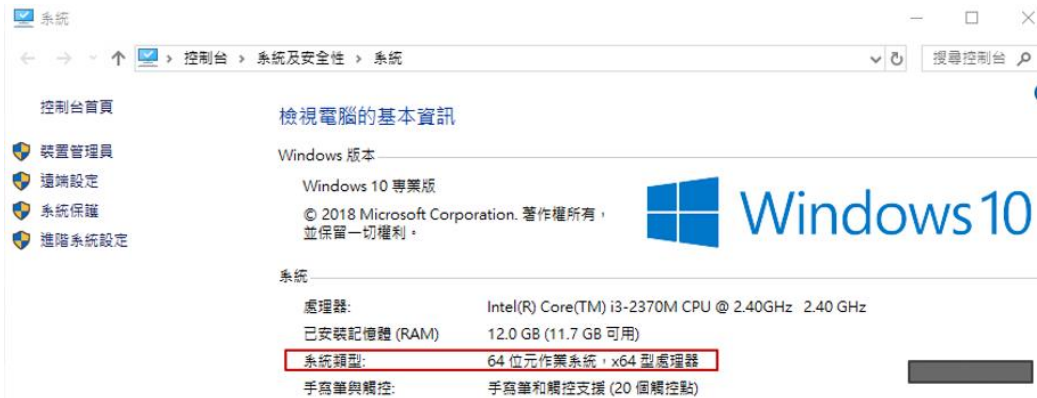 系統
控制台 › 系統及安全性 › 系統
搜尋控制台
控制台首頁
裝置管理員
遠端設定
系統保護
進階系統設定
檢視電腦的基本資訊
Windows 版本
Windows 10 專業版
© 2018 Microsoft Corporation. 著作權所有，
並保留一切權利。
Windows 10
系統
處理器: Intel(R) Core(TM) i3-2370M CPU @ 2.40GHz 2.40 GHz
已安裝記憶體 (RAM) 12.0 GB (11.7 GB 可用)
系統類型: 64 位元作業系統，x64 型處理器
手寫筆與觸控: 手寫筆和觸控支援 (20 個觸控點)